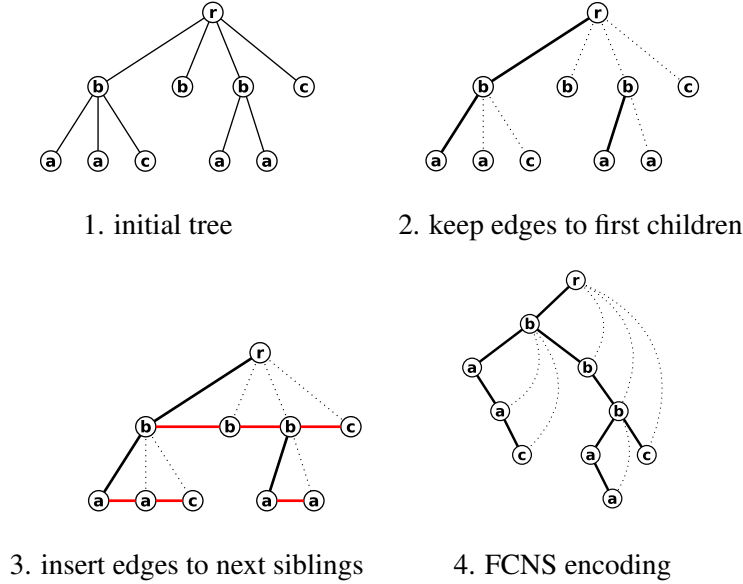 r r
b b b c b b b c
a a c a a a a c a a
1. initial tree 2. keep edges to first children
r
b
r
a b
b b b c a b
c a c
a a c a a a
3. insert edges to next siblings 4. FCNS encoding